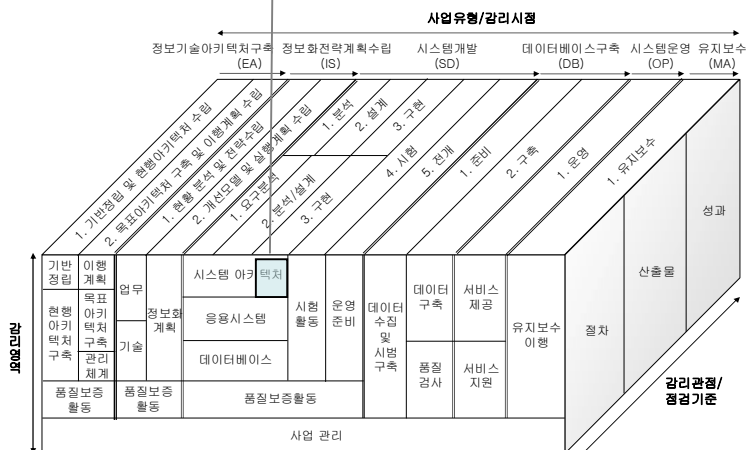 사업유형/감리시점
정보기술아키텍처구축 정보화전략계획수립 시스템개발 데이터베이스구축 시스템운영 유지보수
(EA) (IS) (SD) (DB) (OP) (MA)
1. 기반정립 및 현행아키텍처 수립
2. 목표아키텍처 구축 및 이행계획 수립
1. 현황 분석 및 전략수립
2. 개선모델 및 실행계획 수립
1. 분석
2. 설계
3. 구현
1. 요구분석
2. 분석/설계
3. 구현
4. 시험
5. 전개
1. 준비
2. 구축
1. 운영
1. 유지보수
감리영역
기반
정립
이행
계획
현행
아키
텍처
구축
목표
아키
텍처
구축
관리
체계
업무
기술
정보화
계획
시스템 아키텍처
응용시스템
데이터베이스
시험
활동
운영
준비
데이터
수집
및
시범
구축
데이터
구축
품질
검사
서비스
제공
서비스
지원
유지보수
이행
품질보증
활동
품질보증
활동
품질보증활동
사업 관리
절차
산출물
성과
감리관점/
점검기준